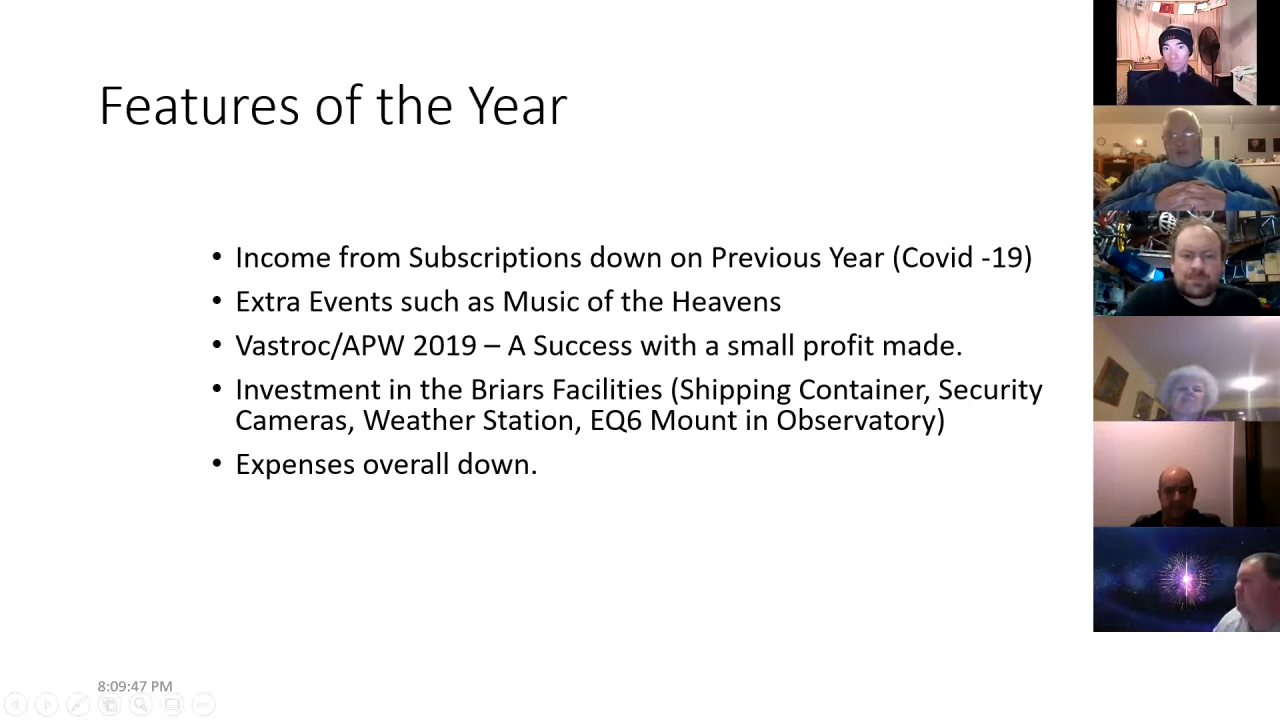 Features of the Year
• Income from Subscriptions down on Previous Year (Covid -19)
• Extra Events such as Music of the Heavens
• Vastroc/APW 2019 – A Success with a small profit made.
• Investment in the Briars Facilities (Shipping Container, Security
Cameras, Weather Station, EQ6 Mount in Observatory)
• Expenses overall down.
8:09:47 PM